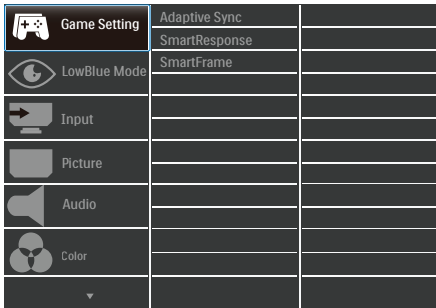 Game Setting
Adaptive Sync
SmartResponse
SmartFrame
LowBlue Mode
Input
Picture
Audio
Color